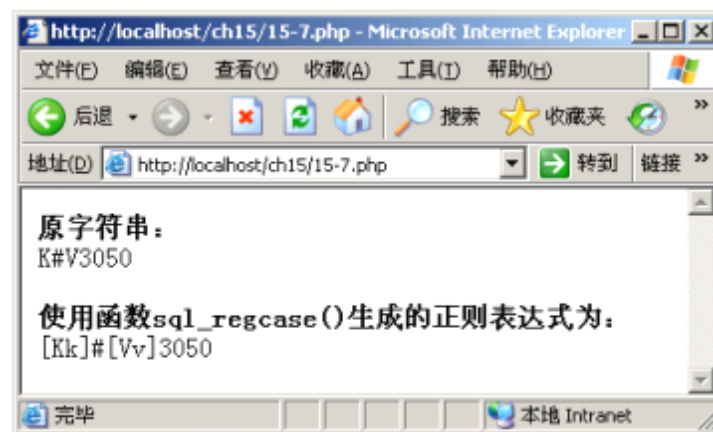 http://localhost/ch15/15-7.php - Microsoft Internet Explorer
文件(F) 编辑(E) 查看(V) 收藏(A) 工具(T) 帮助(H)
后退 搜索 收藏夹 »
地址(D) http://localhost/ch15/15-7.php 转到 链接 »
原字符串：
K#V3050
使用函数sql_regcase()生成的正则表达式为：
[Kk]#[Vv]3050
完毕 本地 Intranet